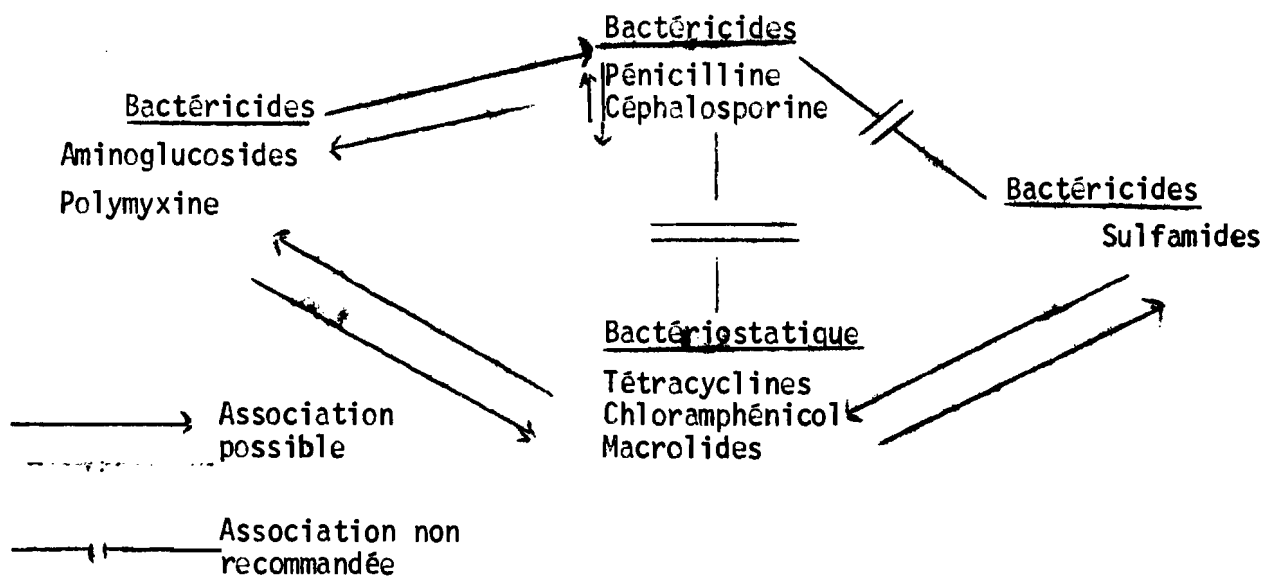 Bactéricides
Pénicilline
Céphalosporine
Bactéricides
Aminoglucosides
Polymyxine
Bactéricides
Sulfamides
Bactériostatique
Tétracyclines
Chloramphénicol
Macrolides
Association
possible
Association non
recommandée